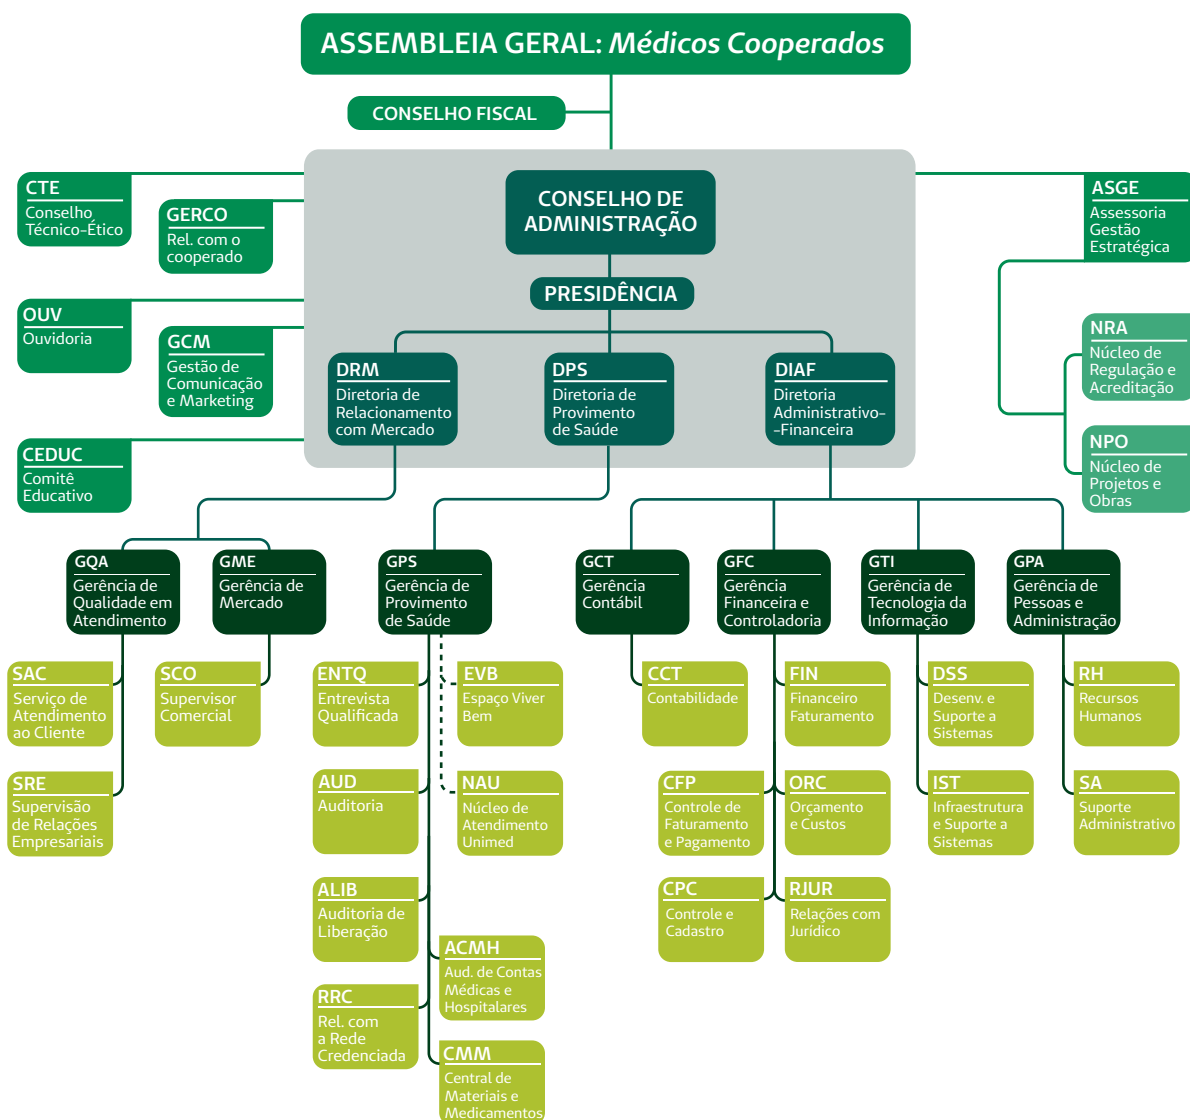 ASSEMBLEIA GERAL: Médicos Cooperados
CONSELHO FISCAL
CONSELHO DE
ADMINISTRAÇÃO
PRESIDÊNCIA
CTE
Conselho
Técnico-Ético
GERCO
Rel. com o
cooperado
OUV
Ouvidoria
GCM
Gestão de
Comunicação
e Marketing
CEDUC
Comitê
Educativo
ASGE
Assessoria
Gestão
Estratégica
NRA
Núcleo de
Regulação e
Acreditação
NPO
Núcleo de
Projetos e
Obras
DRM
Diretoria de
Relacionamento
com Mercado
DPS
Diretoria de
Provimento
de Saúde
DIAF
Diretoria
Administrativo-
-Financeira
GQA
Gerência de
Qualidade em
Atendimento
GME
Gerência de
Mercado
GPS
Gerência de
Provimento
de Saúde
GCT
Gerência
Contábil
GFC
Gerência
Financeira e
Controladoria
GTI
Gerência de
Tecnologia da
Informação
GPA
Gerência de
Pessoas e
Administração
SAC
Serviço de
Atendimento
ao Cliente
SCO
Supervisor
Comercial
ENTQ
Entrevista
Qualificada
EVB
Espaço Viver
Bem
CCT
Contabilidade
FIN
Financeiro
Faturamento
DSS
Desenv. e
Suporte a
Sistemas
RH
Recursos
Humanos
SRE
Supervisão
de Relações
Empresariais
AUD
Auditoria
NAU
Núcleo de
Atendimento
Unimed
CFP
Controle de
Faturamento
e Pagamento
ORC
Orçamento
e Custos
IST
Infraestrutura
e Suporte a
Sistemas
SA
Suporte
Administrativo
ALIB
Auditoria de
Liberação
CPC
Controle e
Cadastro
RJUR
Relações com
Jurídico
ACMH
Aud. de Contas
Médicas e
Hospitalares
RRC
Rel. com
a Rede
Credenciada
CMM
Central de
Materiais e
Medicamentos